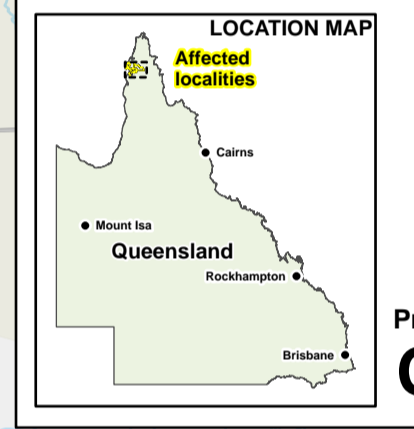 LOCATION MAP
Affected
localities
Cairns
Mount Isa
Queensland
Rockhampton
Brisbane